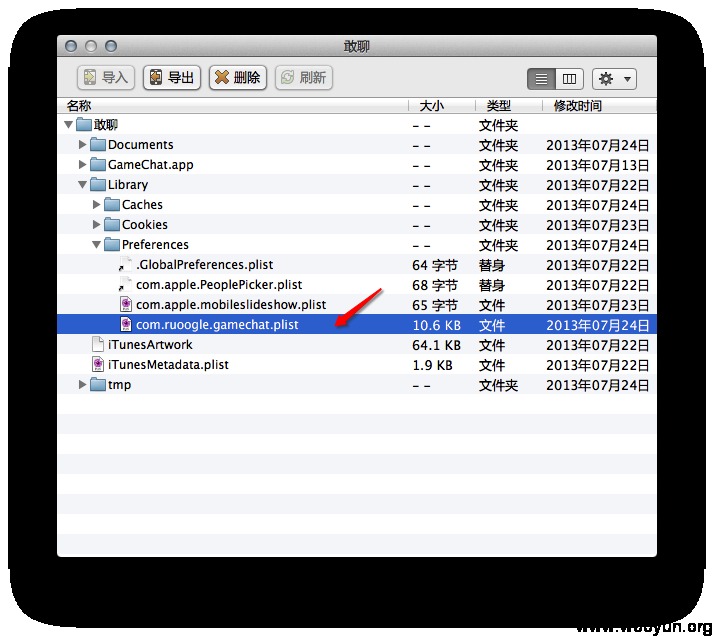 敢聊
导入 导出 删除 刷新
名称 大小 类型 修改时间
敢聊 -- 文件夹
Documents -- 文件夹 2013年07月24日
GameChat.app -- 文件夹 2013年07月13日
Library -- 文件夹 2013年07月22日
Caches -- 文件夹 2013年07月24日
Cookies -- 文件夹 2013年07月23日
Preferences -- 文件夹 2013年07月24日
.GlobalPreferences.plist 64 字节 替身 2013年07月22日
com.apple.PeoplePicker.plist 68 字节 替身 2013年07月22日
com.apple.mobileslideshow.plist 65 字节 文件 2013年07月23日
com.ruoogle.gamechat.plist 10.6 KB 文件 2013年07月24日
iTunesArtwork 64.1 KB 文件 2013年07月22日
iTunesMetadata.plist 1.9 KB 文件 2013年07月22日
tmp -- 文件夹 2013年07月24日
www.wooyun.org